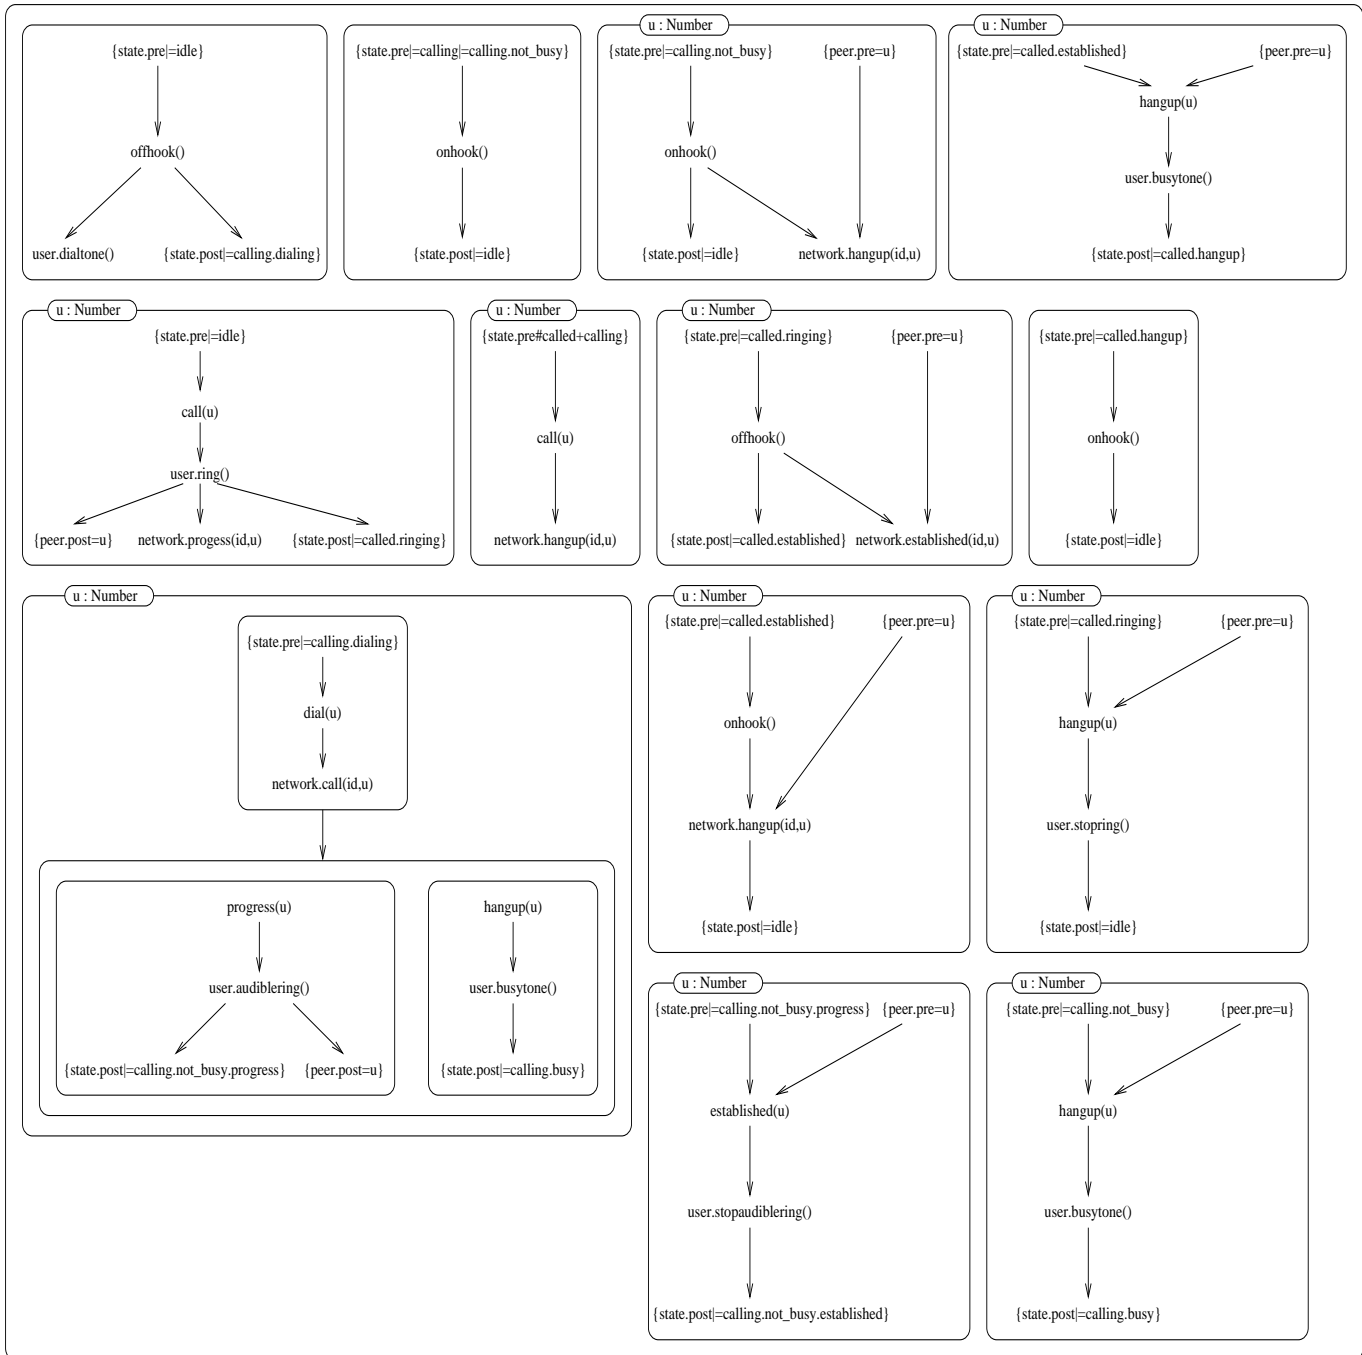 {state.pre|=idle}
offhook()
user.dialtone()
{state.post|=calling.dialing}
{state.pre|=calling|=calling.not_busy}
onhook()
{state.post|=idle}
u : Number
{state.pre|=calling.not_busy}
{peer.pre=u}
onhook()
{state.post|=idle}
network.hangup(id,u)
u : Number
{state.pre|=called.established}
{peer.pre=u}
hangup(u)
user.busytone()
{state.post|=called.hangup}
u : Number
{state.pre|=idle}
call(u)
user.ring()
{peer.post=u}
network.progess(id,u)
{state.post|=called.ringing}
u : Number
{state.pre#called+calling}
call(u)
network.hangup(id,u)
u : Number
{state.pre|=called.ringing}
{peer.pre=u}
offhook()
{state.post|=called.established}
network.established(id,u)
{state.pre|=called.hangup}
onhook()
{state.post|=idle}
u : Number
{state.pre|=calling.dialing}
dial(u)
network.call(id,u)
progress(u)
user.audiblering()
{state.post|=calling.not_busy.progress}
{peer.post=u}
hangup(u)
user.busytone()
{state.post|=calling.busy}
u : Number
{state.pre|=called.established}
{peer.pre=u}
onhook()
network.hangup(id,u)
{state.post|=idle}
u : Number
{state.pre|=called.ringing}
{peer.pre=u}
hangup(u)
user.stopring()
{state.post|=idle}
u : Number
{state.pre|=calling.not_busy.progress}
{peer.pre=u}
established(u)
user.stopaudiblering()
{state.post|=calling.not_busy.established}
u : Number
{state.pre|=calling.not_busy}
{peer.pre=u}
hangup(u)
user.busytone()
{state.post|=calling.busy}